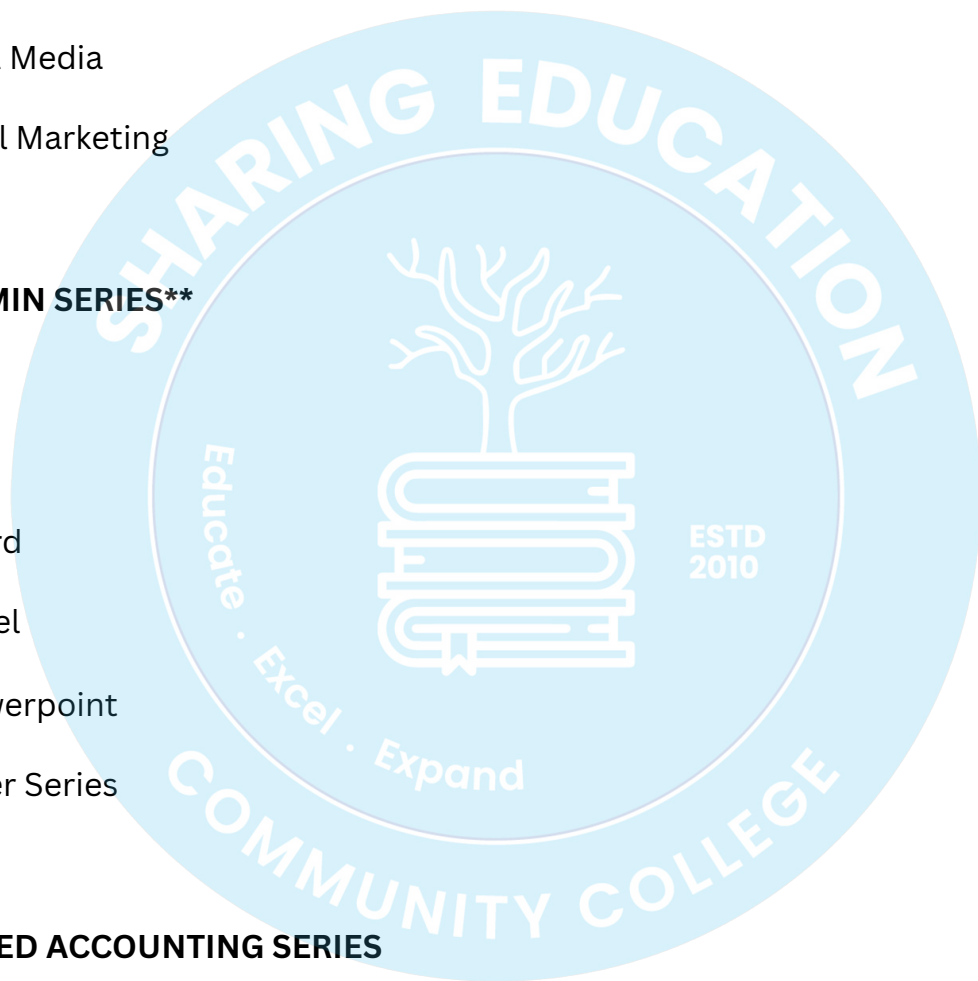 Media
l Marketing
MIN SERIES**
rd
el
werpoint
er Series
ED ACCOUNTING SERIES
SHARING EDUCATION
Educate . Excel . Expand
ESTD
2010
COMMUNITY COLLEGE